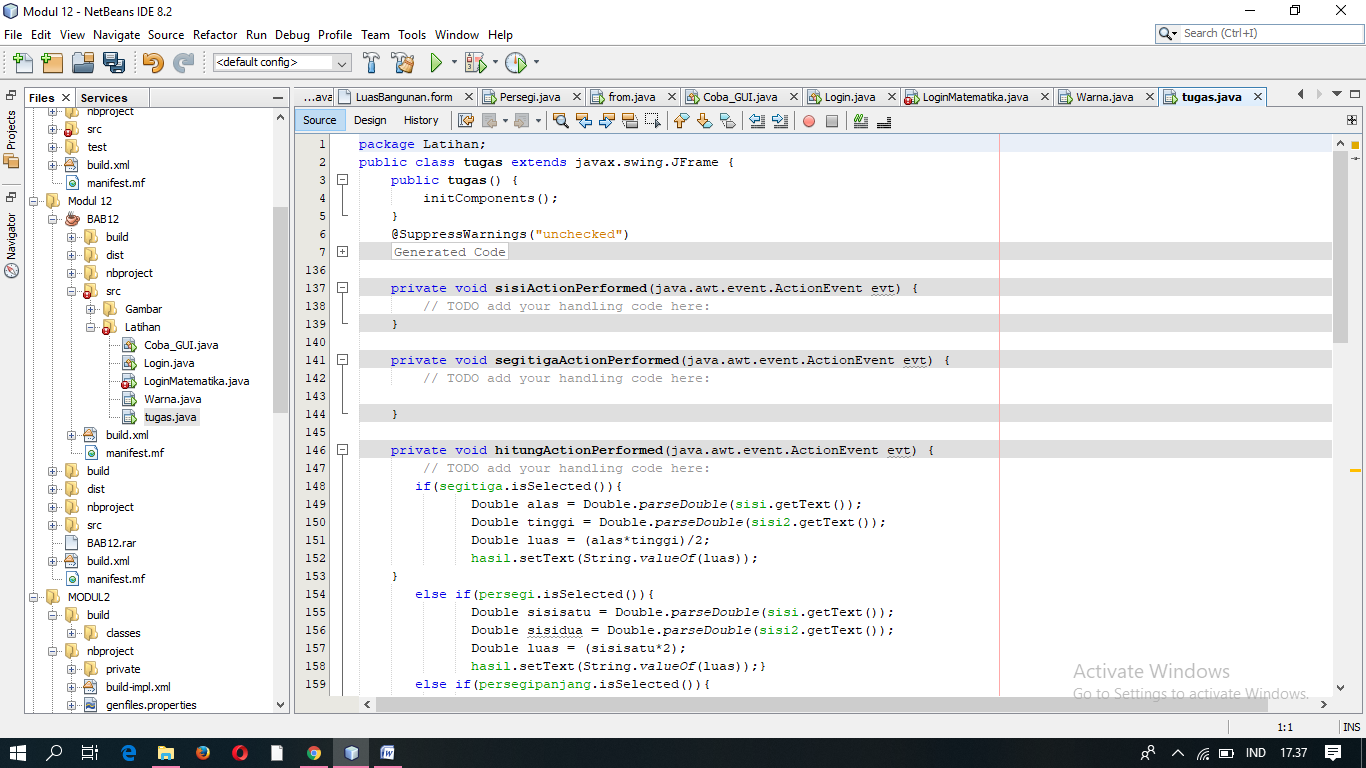 Modul 12 - NetBeans IDE 8.2
File Edit View Navigate Source Refactor Run Debug Profile Team Tools Window Help
Search (Ctrl+I)
<default config>
Projects
Navigator
Files Services
nbproject
src
test
build.xml
manifest.mf
Modul 12
BAB12
build
dist
nbproject
src
Gambar
Latihan
Coba_GUI.java
Login.java
LoginMatematika.java
Warna.java
tugas.java
build.xml
manifest.mf
build
dist
nbproject
src
BAB12.rar
build.xml
manifest.mf
MODUL2
build
classes
nbproject
private
build-impl.xml
genfiles.properties
...ava LuasBangunan.form Persegi.java from.java Coba_GUI.java Login.java LoginMatematika.java Warna.java tugas.java
Source Design History
1 package Latihan;
2 public class tugas extends javax.swing.JFrame {
3 public tugas() {
4 initComponents();
5 }
6 @SuppressWarnings("unchecked")
7 Generated Code
136
137 private void sisiActionPerformed(java.awt.event.ActionEvent evt) {
138 // TODO add your handling code here:
139 }
140
141 private void segitigaActionPerformed(java.awt.event.ActionEvent evt) {
142 // TODO add your handling code here:
143
144 }
145
146 private void hitungActionPerformed(java.awt.event.ActionEvent evt) {
147 // TODO add your handling code here:
148 if(segitiga.isSelected()){
149 Double alas = Double.parseDouble(sisi.getText());
150 Double tinggi = Double.parseDouble(sisi2.getText());
151 Double luas = (alas*tinggi)/2;
152 hasil.setText(String.valueOf(luas));
153 }
154 else if(persegi.isSelected()){
155 Double sisisatu = Double.parseDouble(sisi.getText());
156 Double sisidua = Double.parseDouble(sisi2.getText());
157 Double luas = (sisisatu*2);
158 hasil.setText(String.valueOf(luas));}
159 else if(persegipanjang.isSelected()){
Activate Windows
Go to Settings to activate Windows.
1:1 INS
IND 17.37